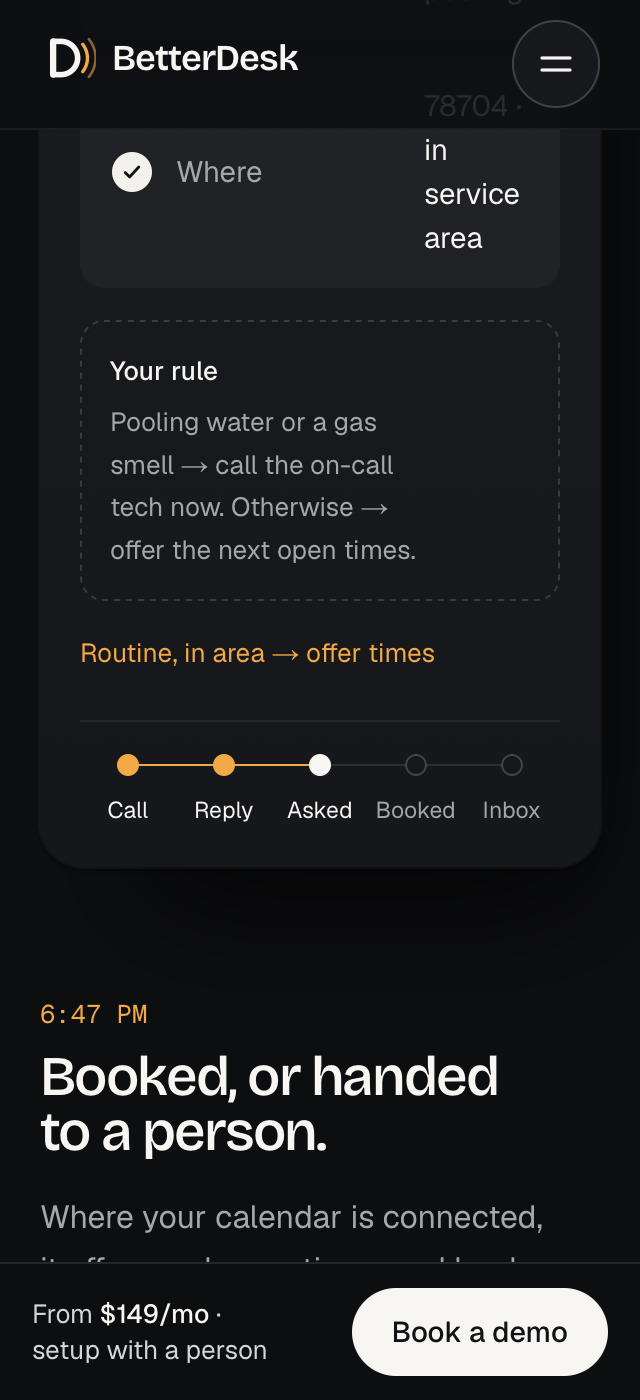 BetterDesk
78704 ·
Where
in
service
area
Your rule
Pooling water or a gas
smell → call the on-call
tech now. Otherwise →
offer the next open times.
Routine, in area → offer times
Call Reply Asked Booked Inbox
6:47 PM
Booked, or handed
to a person.
Where your calendar is connected,
From $149/mo ·
setup with a person
Book a demo